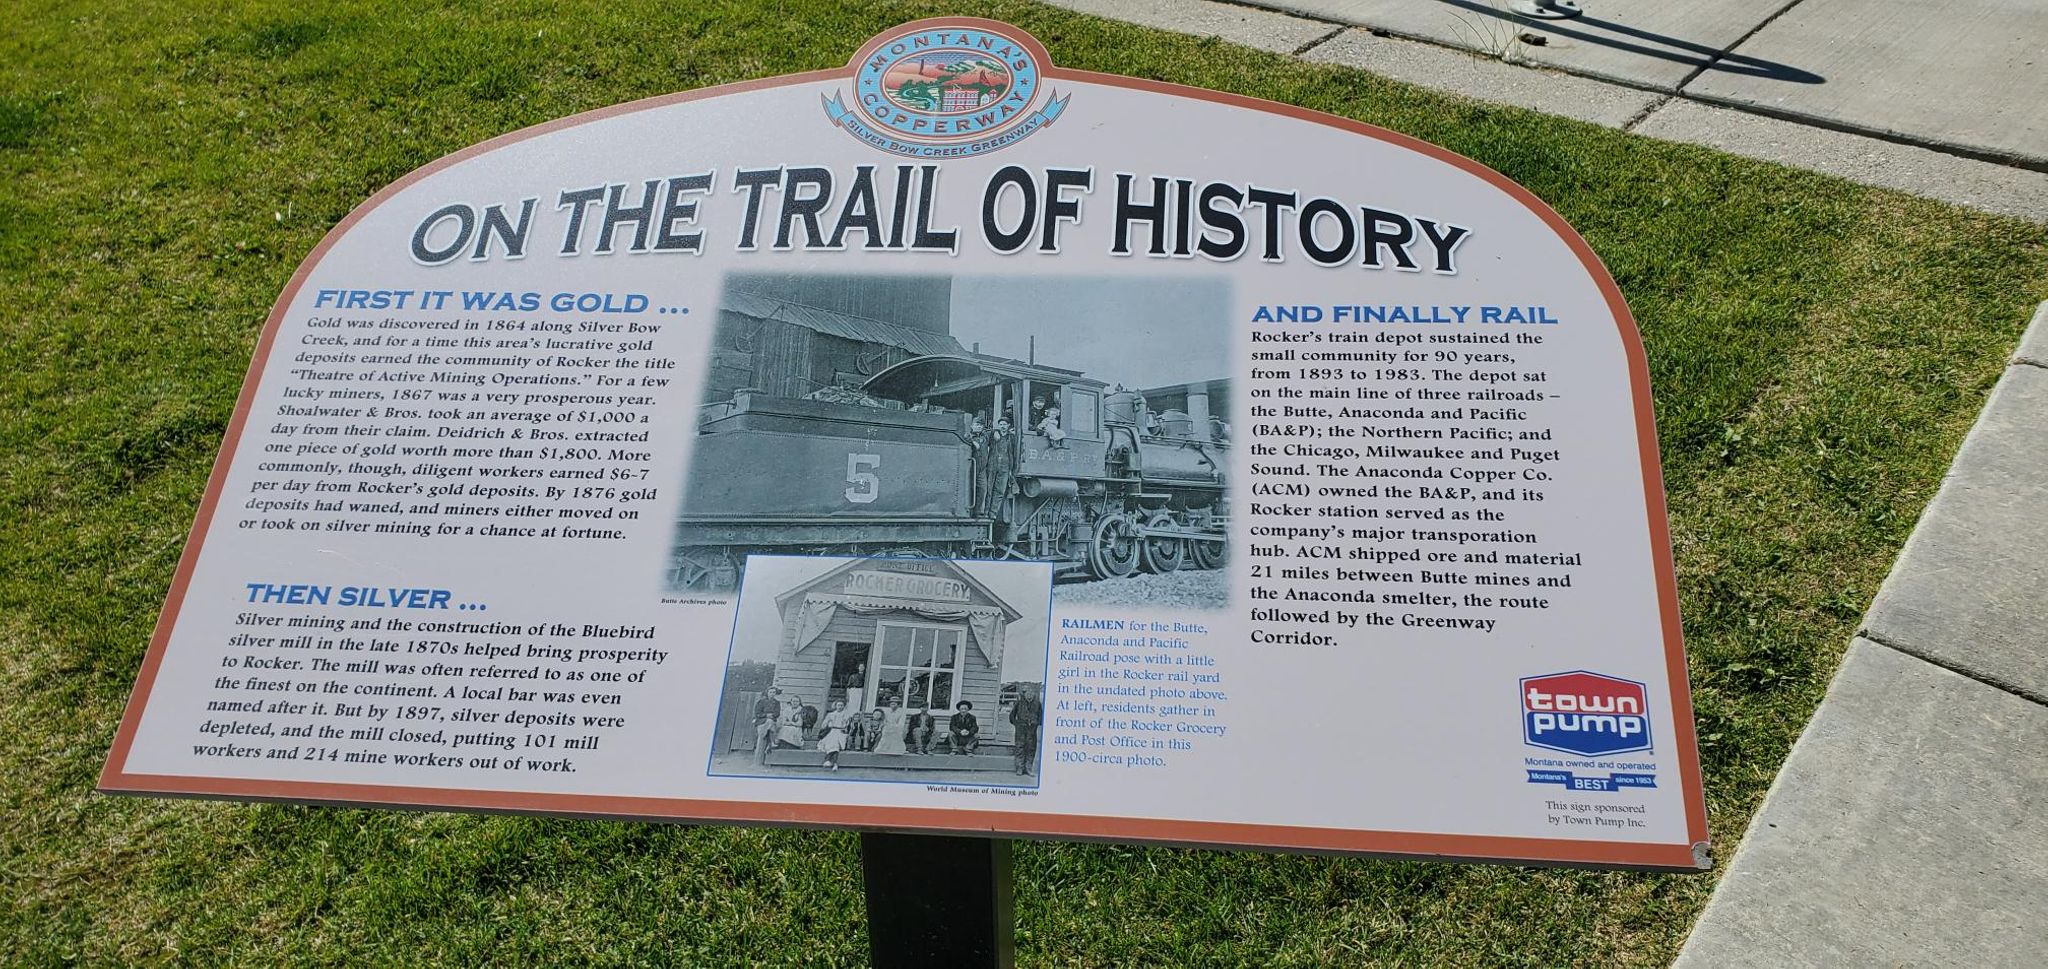 MONTANA'S
COPPERWAY
SILVER BOW CREEK GREENWAY
ON THE TRAIL OF HISTORY
FIRST IT WAS GOLD ...
Gold was discovered in 1864 along Silver Bow
Creek, and for a time this area's lucrative gold
deposits earned the community of Rocker the title
"Theatre of Active Mining Operations." For a few
lucky miners, 1867 was a very prosperous year.
Shoalwater & Bros. took an average of $1,000 a
day from their claim. Deidrich & Bros. extracted
one piece of gold worth more than $1,800. More
commonly, though, diligent workers earned $6-7
per day from Rocker's gold deposits. By 1876 gold
deposits had waned, and miners either moved on
or took on silver mining for a chance at fortune.
THEN SILVER ...
Silver mining and the construction of the Bluebird
silver mill in the late 1870s helped bring prosperity
to Rocker. The mill was often referred to as one of
the finest on the continent. A local bar was even
named after it. But by 1897, silver deposits were
depleted, and the mill closed, putting 101 mill
workers and 214 mine workers out of work.
5
B.A.& P.RY
Butte Archives photo
POST OFFICE
ROCKER GROCERY
World Museum of Mining photo
RAILMEN for the Butte,
Anaconda and Pacific
Railroad pose with a little
girl in the Rocker rail yard
in the undated photo above.
At left, residents gather in
front of the Rocker Grocery
and Post Office in this
1900-circa photo.
AND FINALLY RAIL
Rocker's train depot sustained the
small community for 90 years,
from 1893 to 1983. The depot sat
on the main line of three railroads –
the Butte, Anaconda and Pacific
(BA&P); the Northern Pacific; and
the Chicago, Milwaukee and Puget
Sound. The Anaconda Copper Co.
(ACM) owned the BA&P, and its
Rocker station served as the
company's major transporation
hub. ACM shipped ore and material
21 miles between Butte mines and
the Anaconda smelter, the route
followed by the Greenway
Corridor.
town
pump
Montana owned and operated
Montana's BEST since 1953
This sign sponsored
by Town Pump Inc.